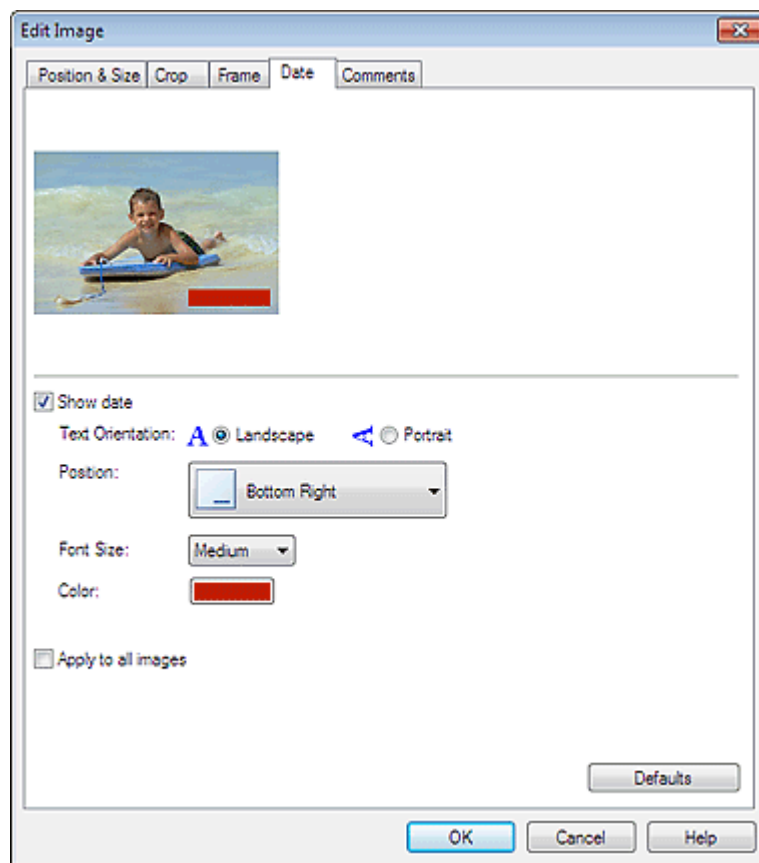 Edit Image
Position & Size Crop Frame Date Comments
Show date
Text Orientation: A Landscape A Portrait
Position: Bottom Right
Font Size: Medium
Color:
Apply to all images
Defaults
OK Cancel Help